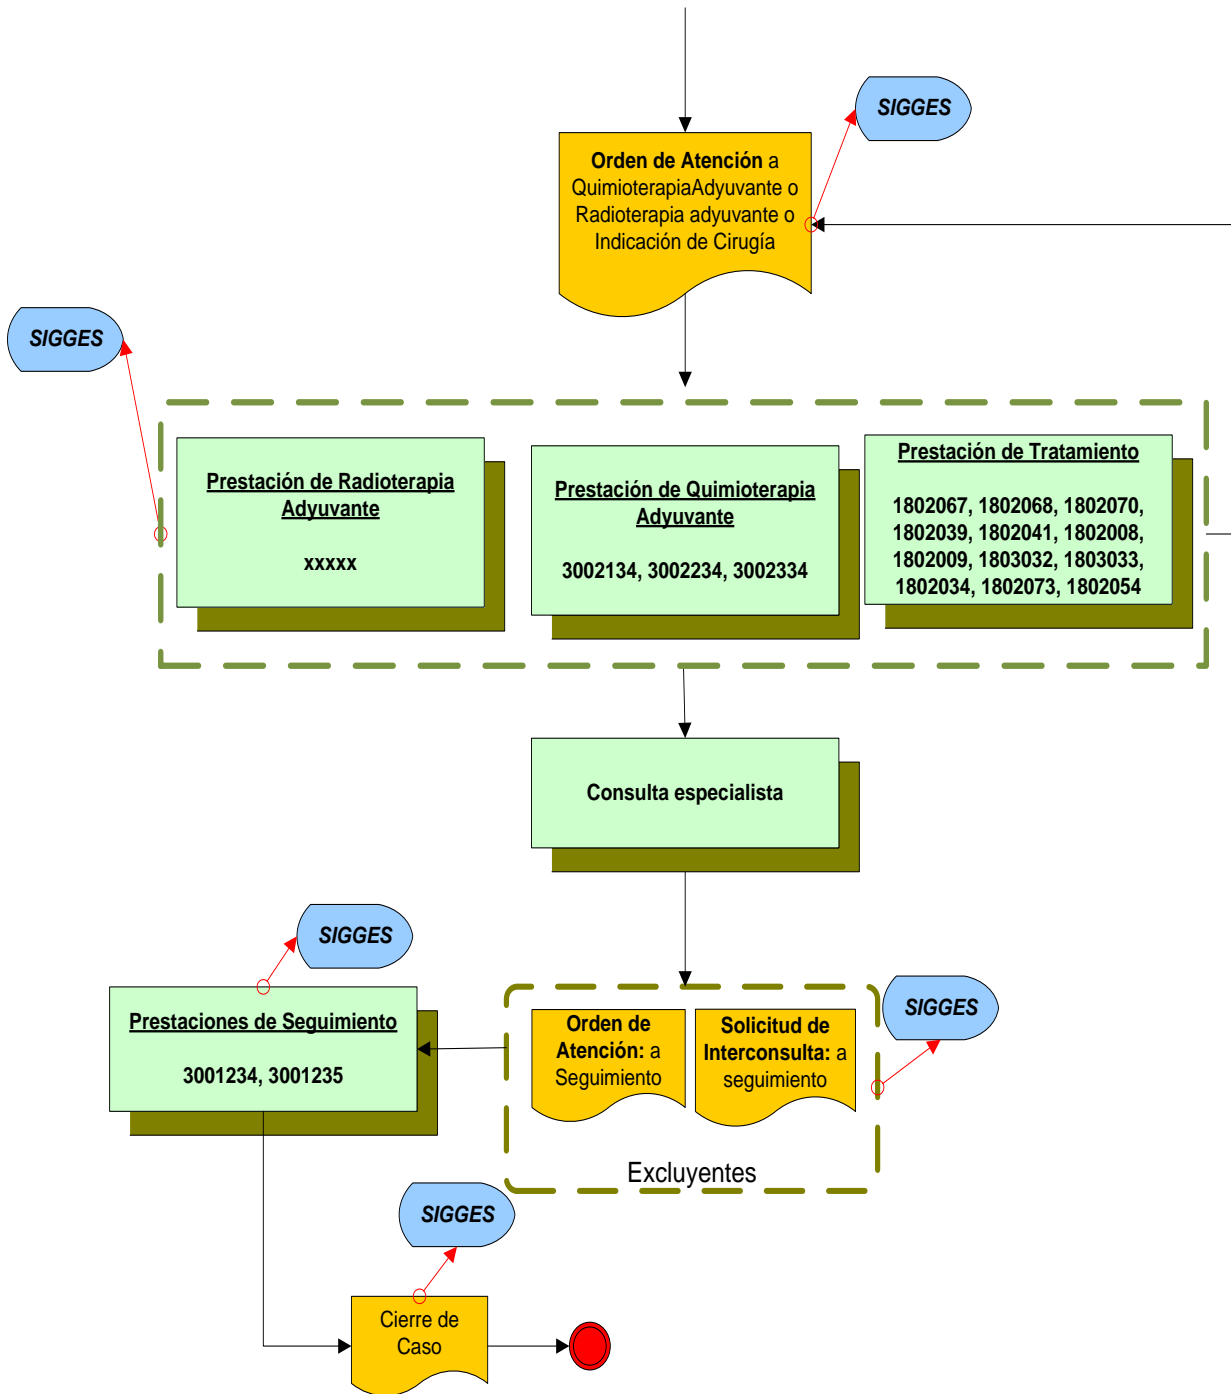 SIGGES
Orden de Atención a
QuimioterapiaAdyuvante o
Radioterapia adyuvante o
Indicación de Cirugía
SIGGES
Prestación de Radioterapia
Adyuvante
xxxxx
Prestación de Quimioterapia
Adyuvante
3002134, 3002234, 3002334
Prestación de Tratamiento
1802067, 1802068, 1802070,
1802039, 1802041, 1802008,
1802009, 1803032, 1803033,
1802034, 1802073, 1802054
Consulta especialista
SIGGES
Prestaciones de Seguimiento
3001234, 3001235
Orden de
Atención: a
Seguimiento
Solicitud de
Interconsulta: a
seguimiento
SIGGES
Excluyentes
SIGGES
Cierre de
Caso